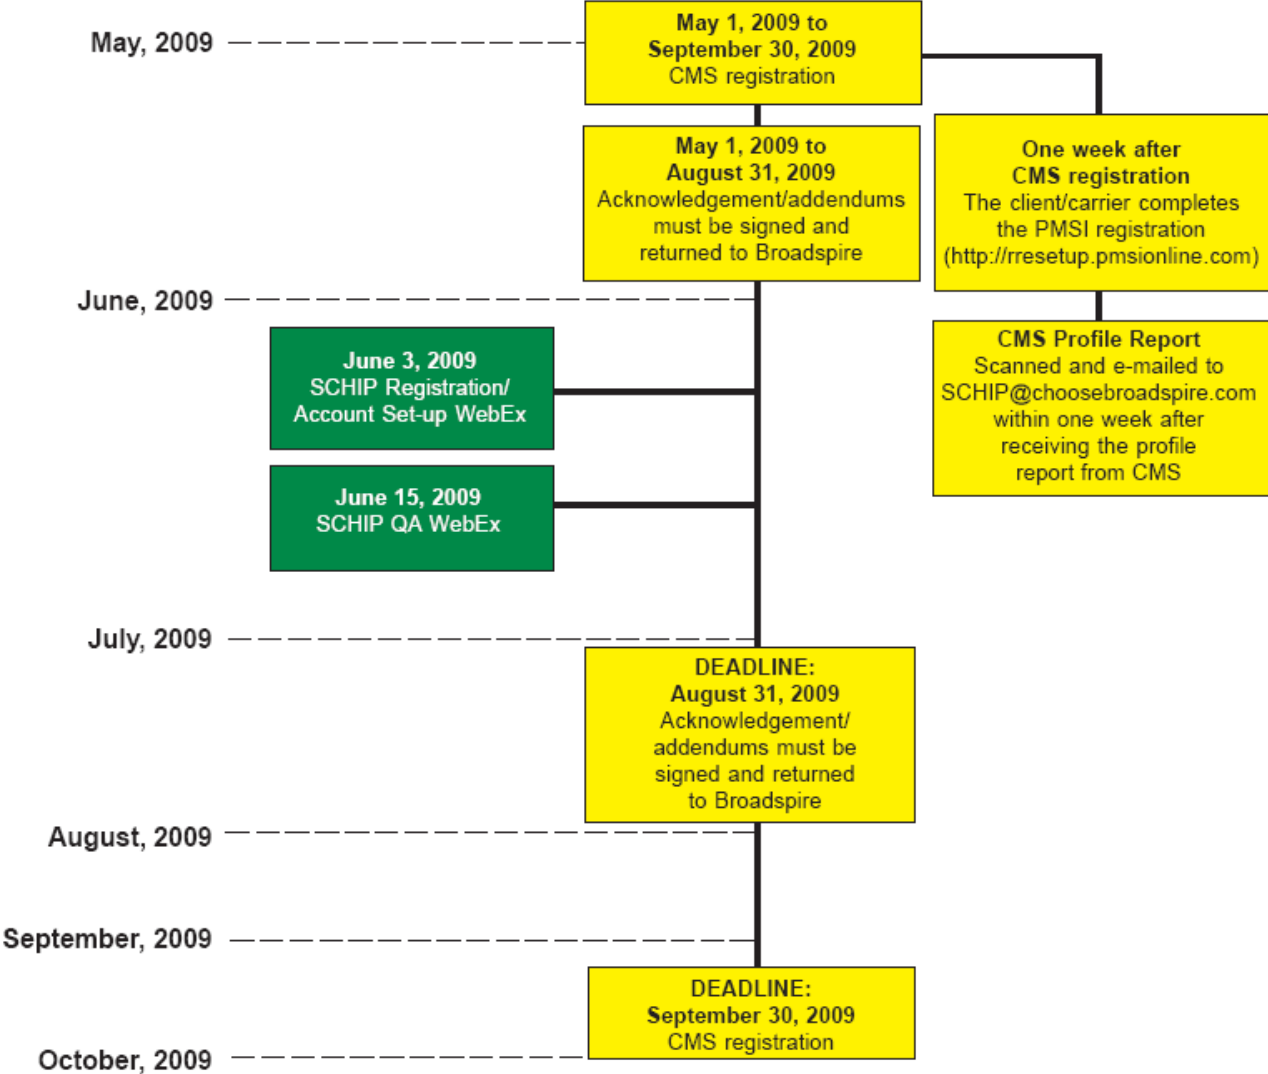 May, 2009
May 1, 2009 to
September 30, 2009
CMS registration
May 1, 2009 to
August 31, 2009
Acknowledgement/addendums
must be signed and
returned to Broadspire
One week after
CMS registration
The client/carrier completes
the PMSI registration
(http://rresetup.pmsionline.com)
June, 2009
CMS Profile Report
Scanned and e-mailed to
SCHIP@choosebroadspire.com
within one week after
receiving the profile
report from CMS
June 3, 2009
SCHIP Registration/
Account Set-up WebEx
June 15, 2009
SCHIP QA WebEx
July, 2009
DEADLINE:
August 31, 2009
Acknowledgement/
addendums must be
signed and returned
to Broadspire
August, 2009
September, 2009
DEADLINE:
September 30, 2009
CMS registration
October, 2009